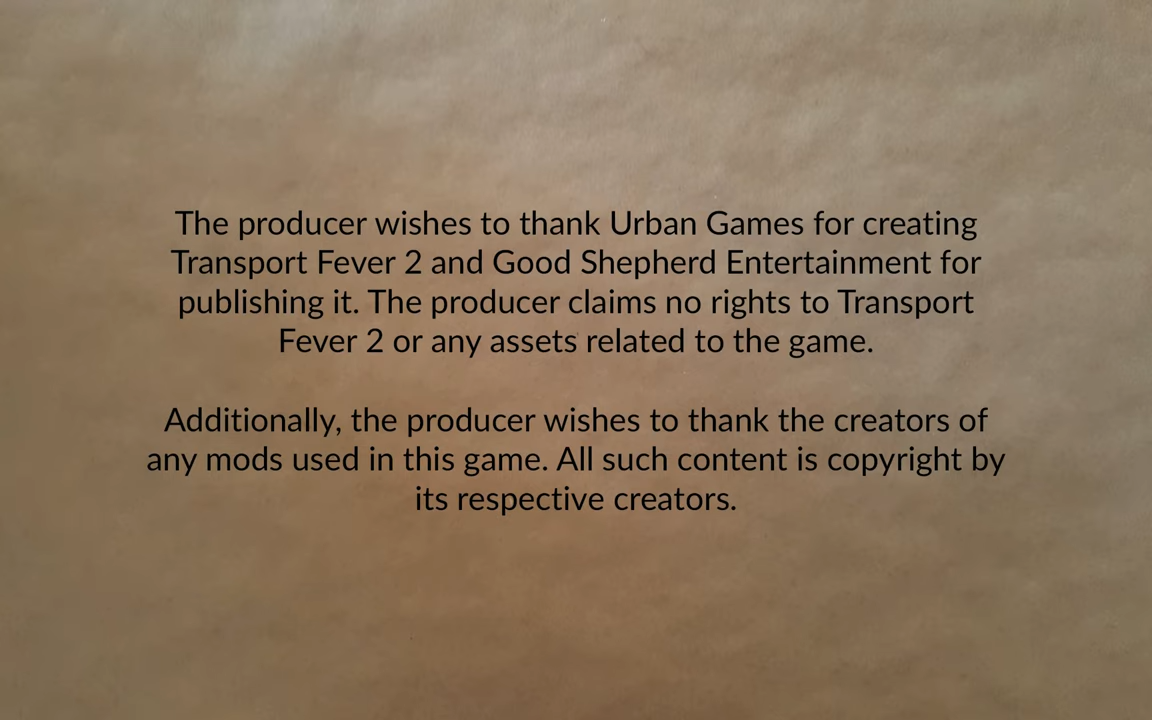 The producer wishes to thank Urban Games for creating
Transport Fever 2 and Good Shepherd Entertainment for
publishing it. The producer claims no rights to Transport
Fever 2 or any assets related to the game.
Additionally, the producer wishes to thank the creators of
any mods used in this game. All such content is copyright by
its respective creators.